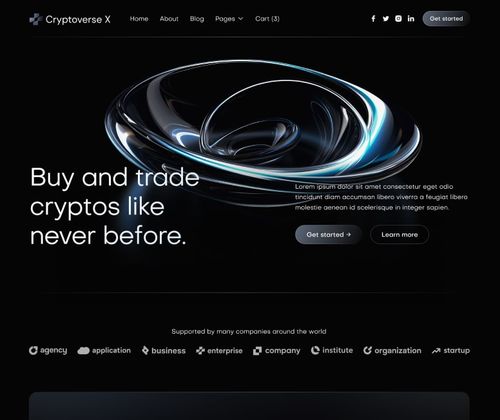 Cryptoverse X
Home About Blog Pages Cart (3)
Get started
Buy and trade
cryptos like
never before.
Lorem ipsum dolor sit amet consectetur eget odio
tincidunt diam accumsan libero viverra a feugiat libero
molestie aenean id scelerisque in integer sapien.
Get started →
Learn more
Supported by many companies around the world
agency application business enterprise company institute organization startup